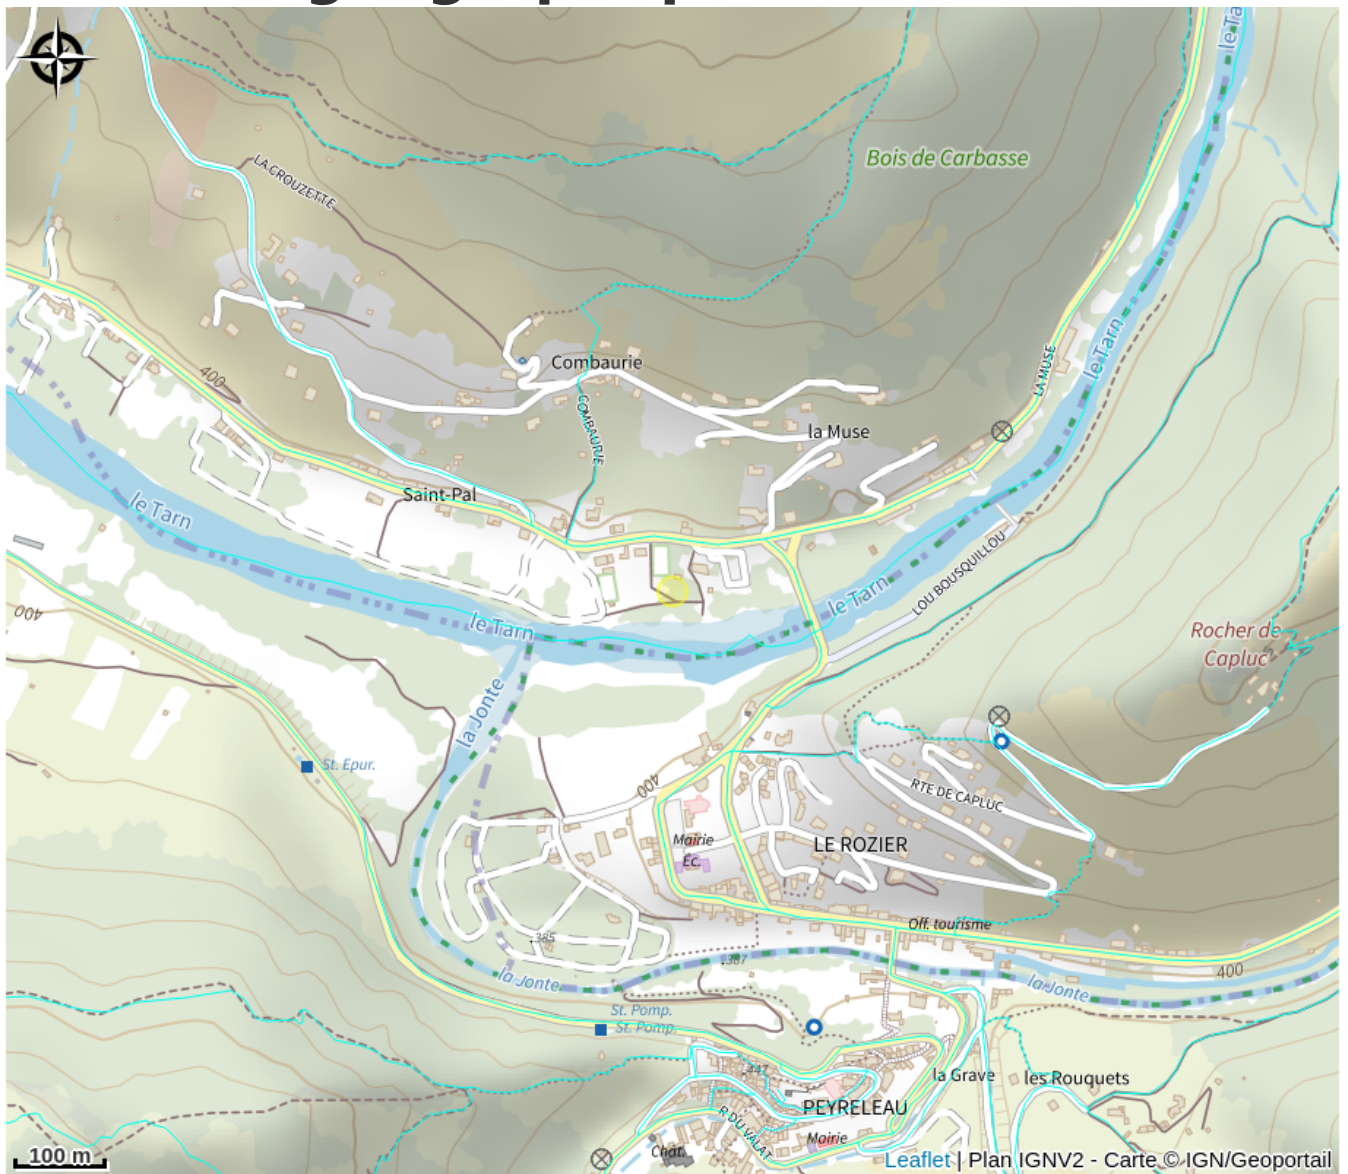 le Ta
Bois de Carbasse
LA CROUZETTE
le Tarn
LA MUSE
Combaurie
400
COMBAURIE
la Muse
Saint-Pal
le Tarn
LOU BOUSQUILLOU
le Tarn
400
le Tarn
Rocher de
Capluc
la Jonte
St. Epur.
400
RTE DE CAPLUC
Mairie
Éc.
LE ROZIER
Off. tourisme
385
387
400
la Jonte
la Jonte
St. Pomp.
St. Pomp.
447
la Grave
les Rouquets
PEYRELEAU
R DU VALAT
Mairie
Chât.
100 m
Leaflet | Plan IGNV2 - Carte © IGN/Geoportail